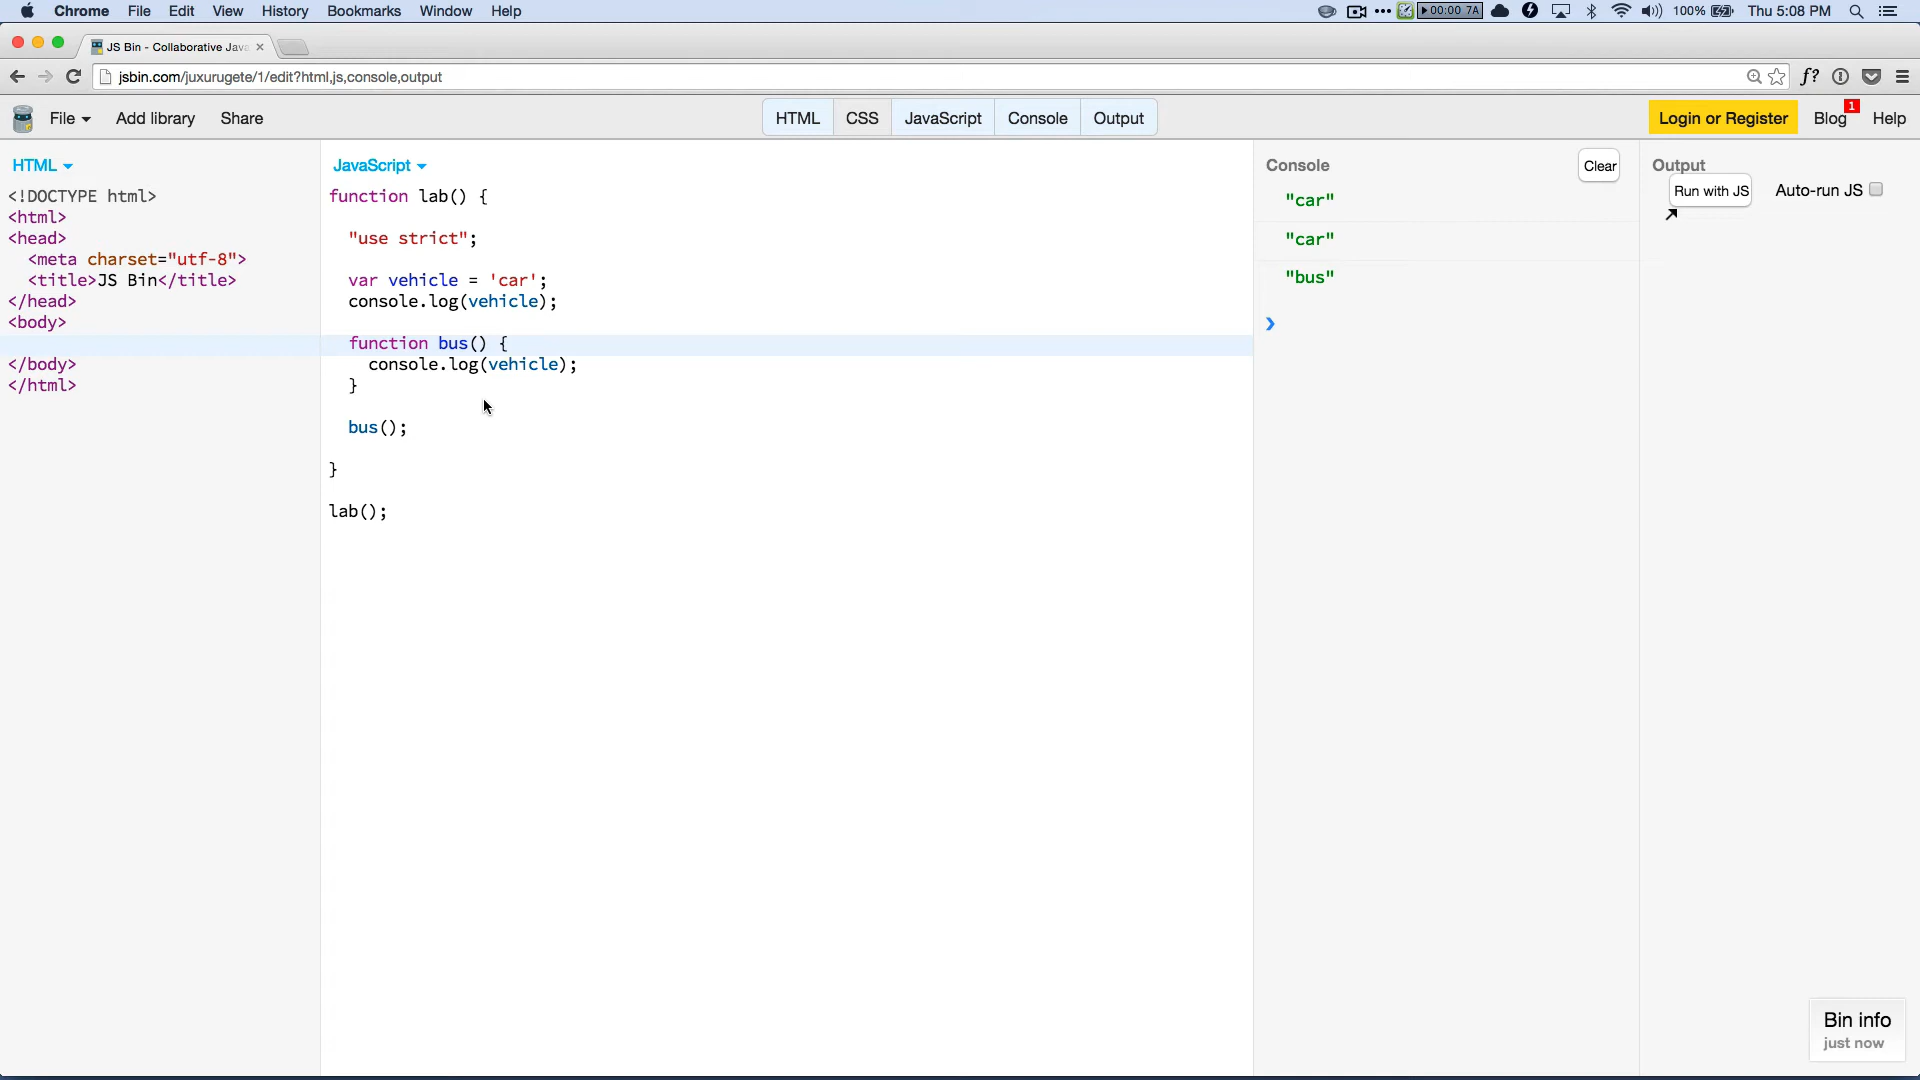 Chrome File Edit View History Bookmarks Window Help
00:00 7A 100% Thu 5:08 PM
JS Bin - Collaborative Java
jsbin.com/juxurugete/1/edit?html,js,console,output
f?
File Add library Share
HTML CSS JavaScript Console Output
Login or Register Blog 1 Help
HTML
<!DOCTYPE html>
<html>
<head>
<meta charset="utf-8">
<title>JS Bin</title>
</head>
<body>
</body>
</html>
JavaScript
function lab() {
"use strict";
var vehicle = 'car';
console.log(vehicle);
function bus() {
console.log(vehicle);
}
bus();
}
lab();
Console
Clear
"car"
"car"
"bus"
Output
Run with JS
Auto-run JS
Bin info
just now